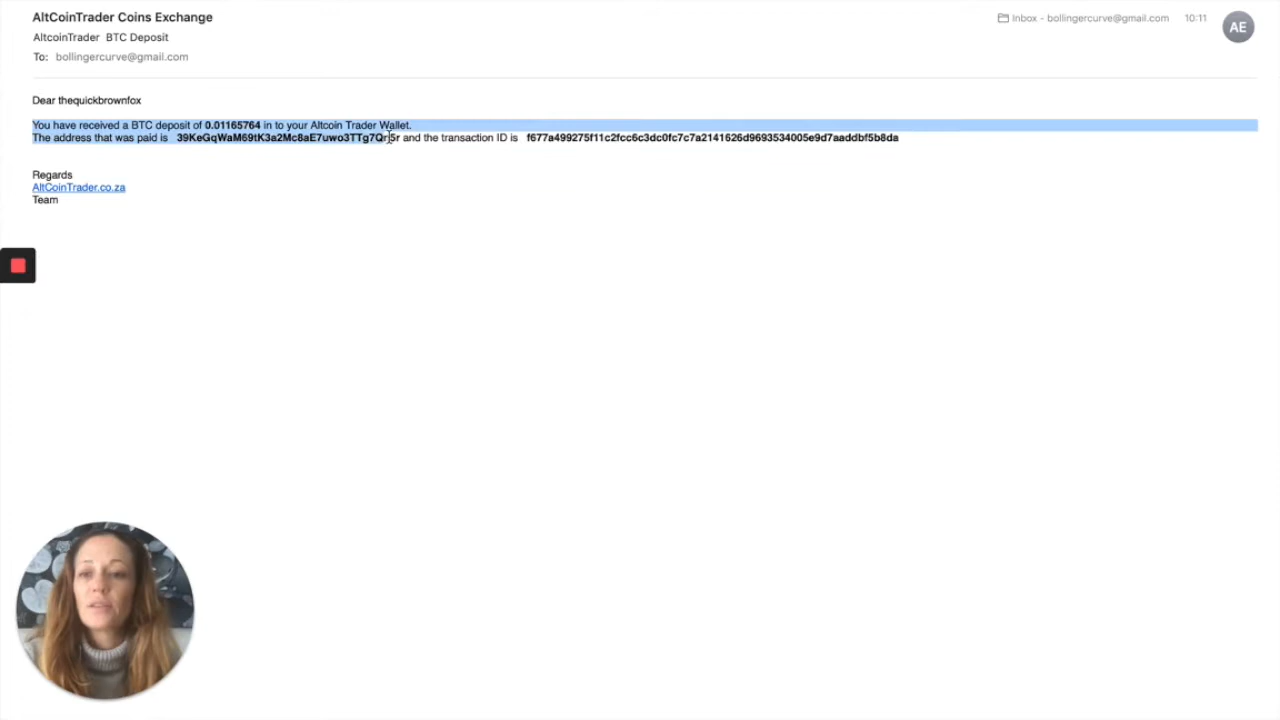 AltCoinTrader Coins Exchange
Inbox - bollingercurve@gmail.com 10:11
AE
AltcoinTrader BTC Deposit
To: bollingercurve@gmail.com
Dear thequickbrownfox
You have received a BTC deposit of 0.01165764 in to your Altcoin Trader Wallet.
The address that was paid is 39KeGqWaM69tK3a2Mc8aE7uwo3TTg7Qr5r and the transaction ID is f677a499275f11c2fcc6c3dc0fc7c7a2141626d9693534005e9d7aaddbf5b8da
Regards
AltCoinTrader.co.za
Team